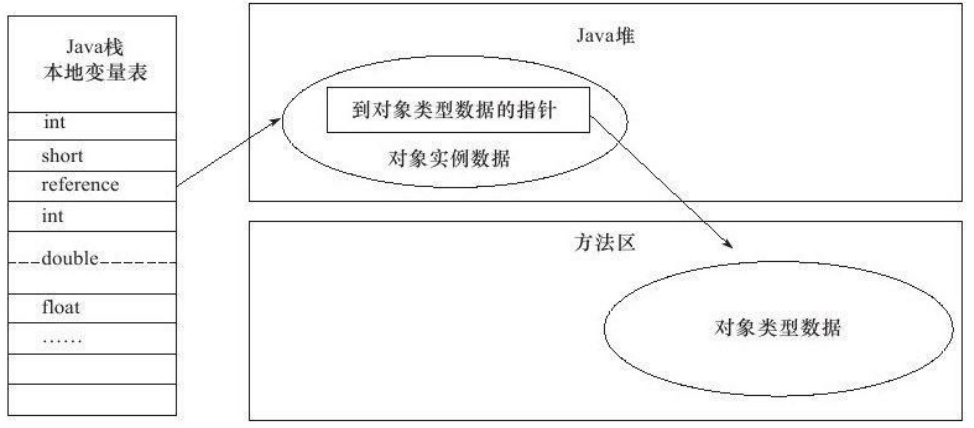 Java栈
本地变量表
int
short
reference
int
double
float
……
Java堆
到对象类型数据的指针
对象实例数据
方法区
对象类型数据